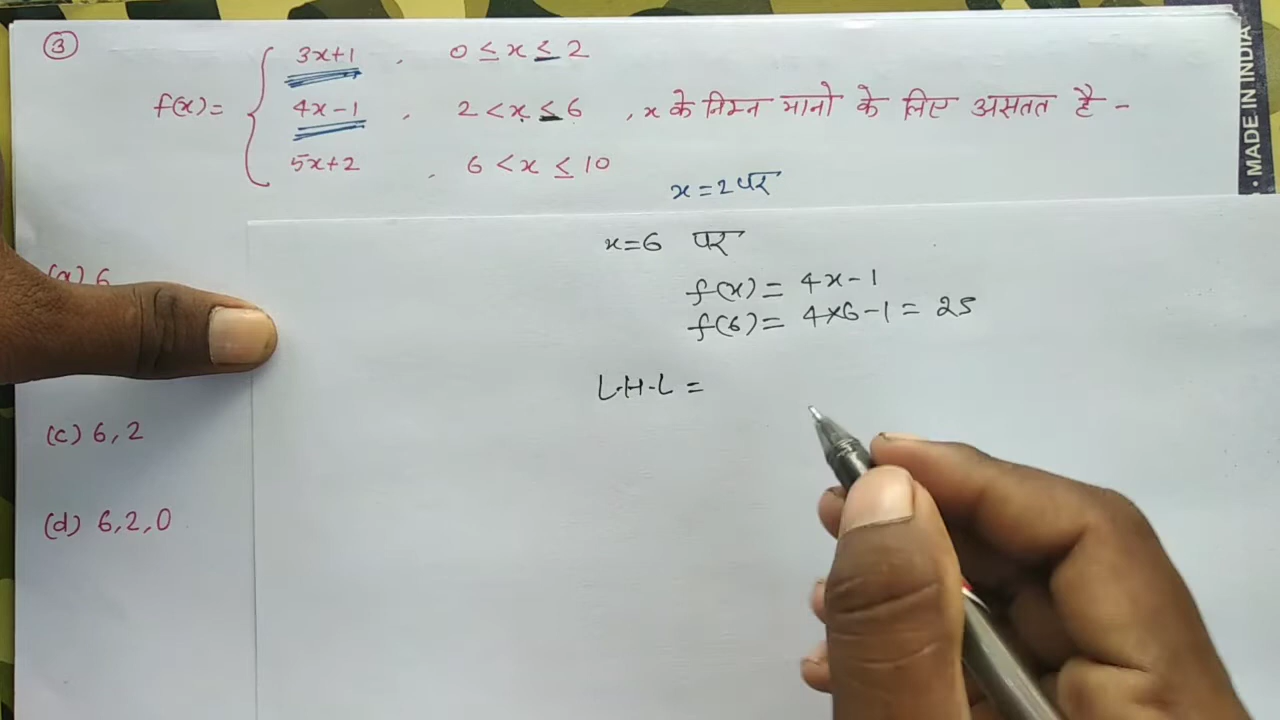 ③
3x+1 , 0 ≤ x ≤ 2
f(x)= 4x-1 , 2 < x ≤ 6 , x के निम्न मानो के लिए असतत है -
5x+2 , 6 < x ≤ 10
x=2 पर
x=6 पर
(a) 6
f(x)= 4x-1
f(6)= 4×6-1 = 25
L.H.L =
(c) 6,2
(d) 6,2,0
MADE IN INDIA